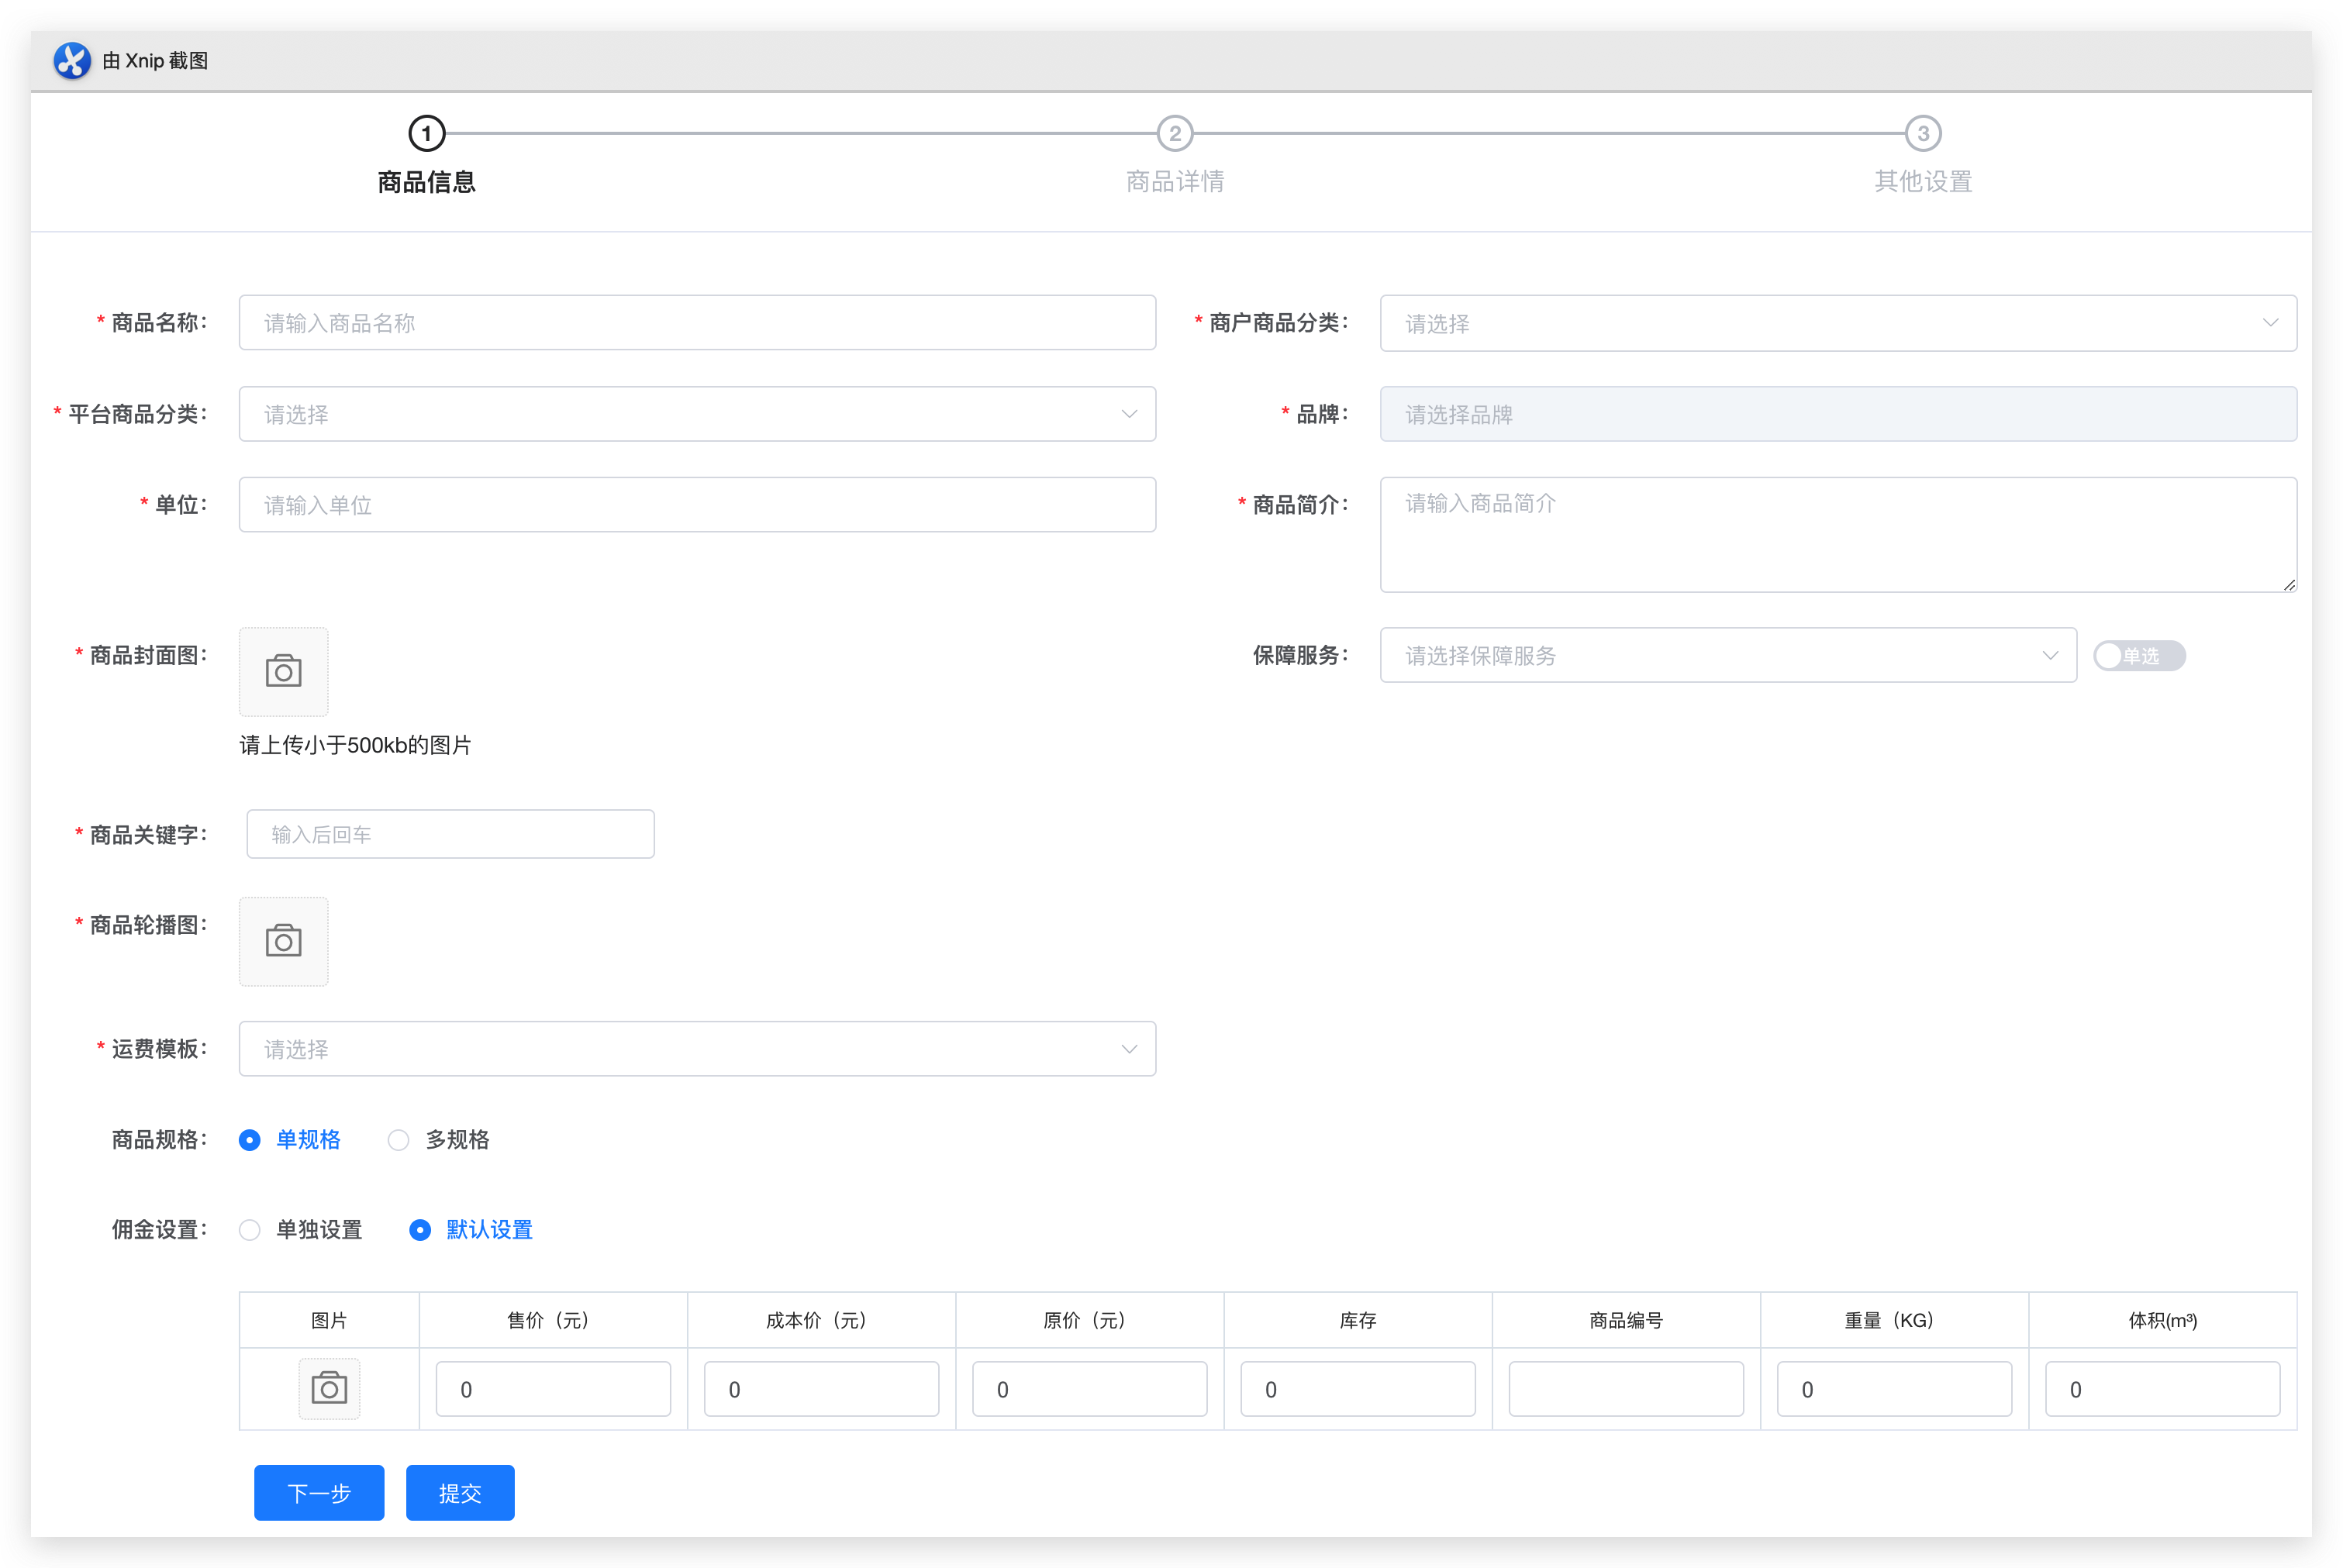 由 Xnip 截图
1
2
3
商品信息
商品详情
其他设置
* 商品名称：
请输入商品名称
* 商户商品分类：
请选择
* 平台商品分类：
请选择
* 品牌：
请选择品牌
* 单位：
请输入单位
* 商品简介：
请输入商品简介
* 商品封面图：
请上传小于500kb的图片
保障服务：
请选择保障服务
单选
* 商品关键字：
输入后回车
* 商品轮播图：
* 运费模板：
请选择
商品规格：
单规格
多规格
佣金设置：
单独设置
默认设置
图片 售价（元） 成本价（元） 原价（元） 库存 商品编号 重量（KG） 体积(m³)
0 0 0 0 0 0
下一步
提交